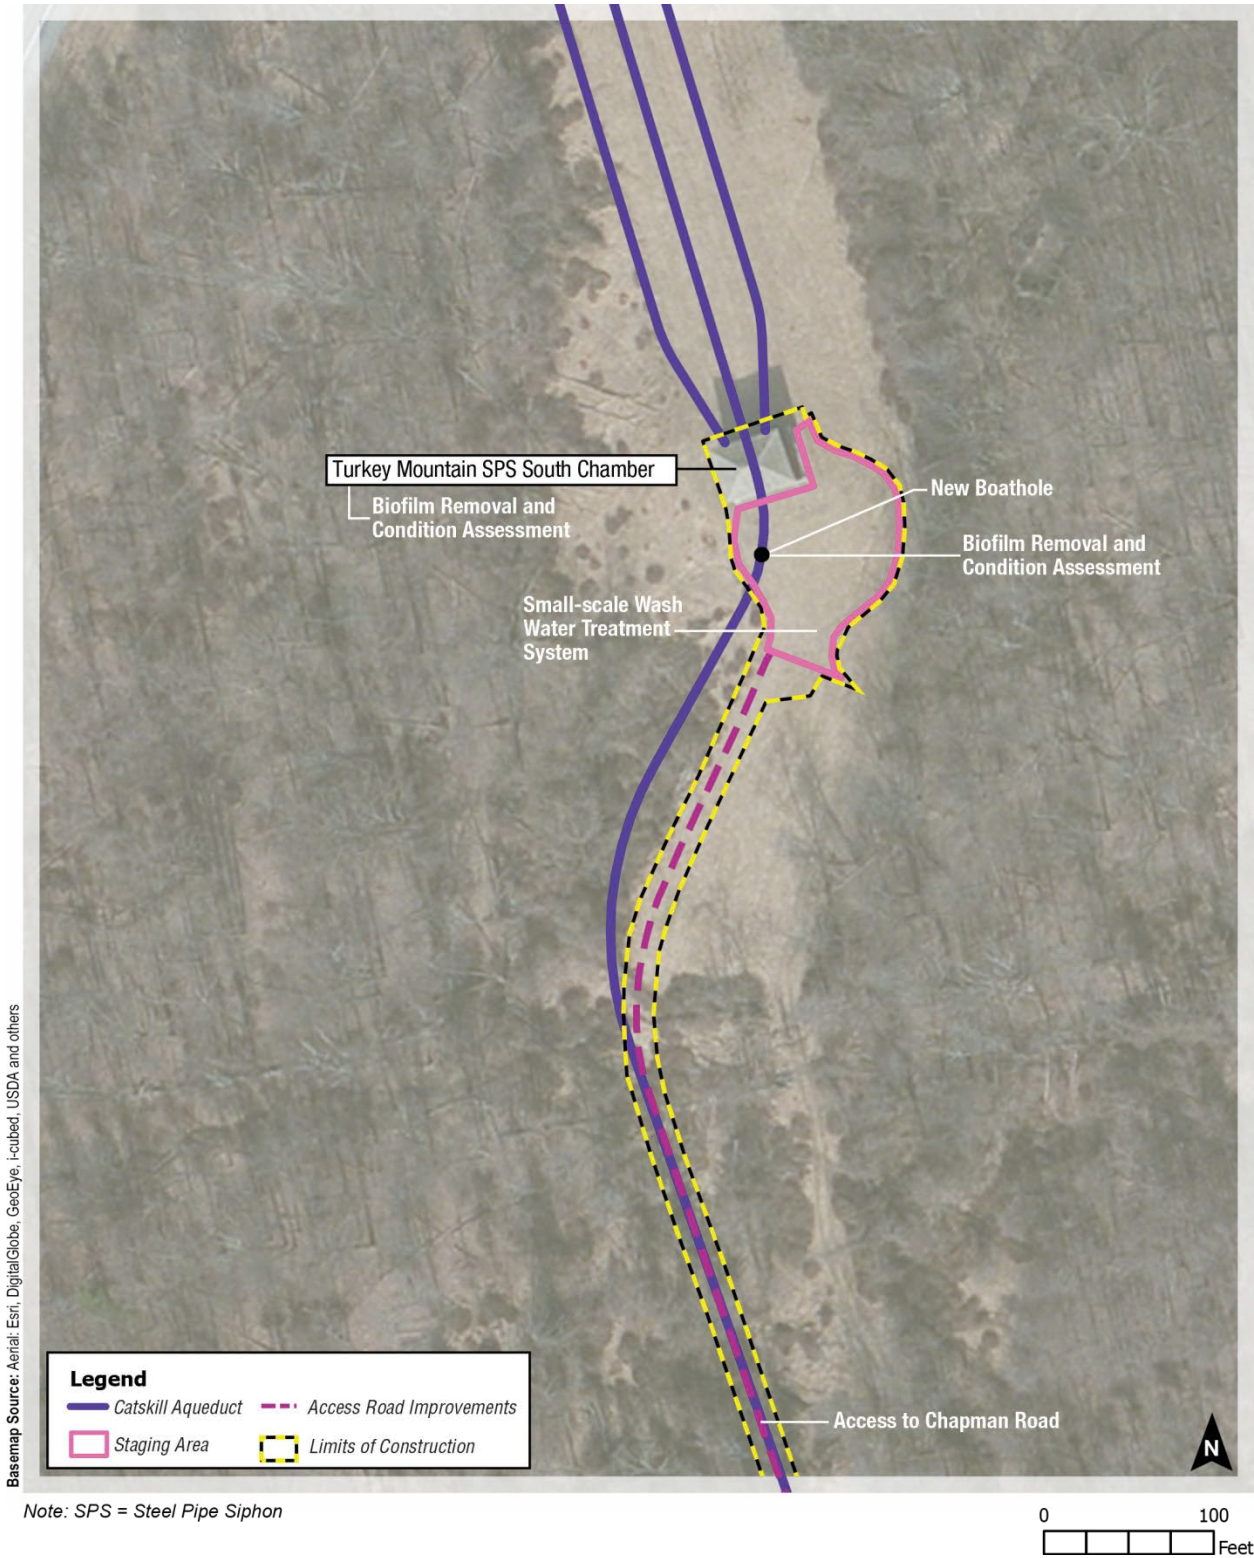 Turkey Mountain SPS South Chamber
Biofilm Removal and
Condition Assessment
New Boathole
Biofilm Removal and
Condition Assessment
Small-scale Wash
Water Treatment
System
Access to Chapman Road
Legend
Catskill Aqueduct
Access Road Improvements
Staging Area
Limits of Construction
N
Basemap Source: Aerial: Esri, DigitalGlobe, GeoEye, i-cubed, USDA and others
Note: SPS = Steel Pipe Siphon
0 100
Feet